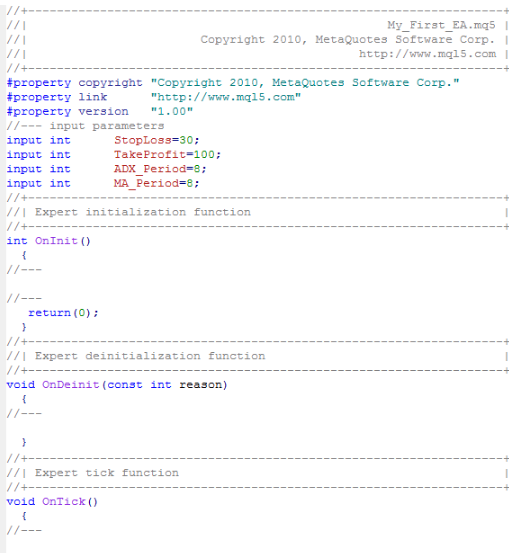 //+------------------------------------------------------------------+
//|                                                  My_First_EA.mq5 |
//|                        Copyright 2010, MetaQuotes Software Corp. |
//|                                              http://www.mql5.com |
//+------------------------------------------------------------------+
#property copyright "Copyright 2010, MetaQuotes Software Corp."
#property link      "http://www.mql5.com"
#property version   "1.00"
//--- input parameters
input int      StopLoss=30;
input int      TakeProfit=100;
input int      ADX_Period=8;
input int      MA_Period=8;
//+------------------------------------------------------------------+
//| Expert initialization function                                   |
//+------------------------------------------------------------------+
int OnInit()
  {
//---

//---
   return(0);
  }
//+------------------------------------------------------------------+
//| Expert deinitialization function                                 |
//+------------------------------------------------------------------+
void OnDeinit(const int reason)
  {
//---

  }
//+------------------------------------------------------------------+
//| Expert tick function                                             |
//+------------------------------------------------------------------+
void OnTick()
  {
//---